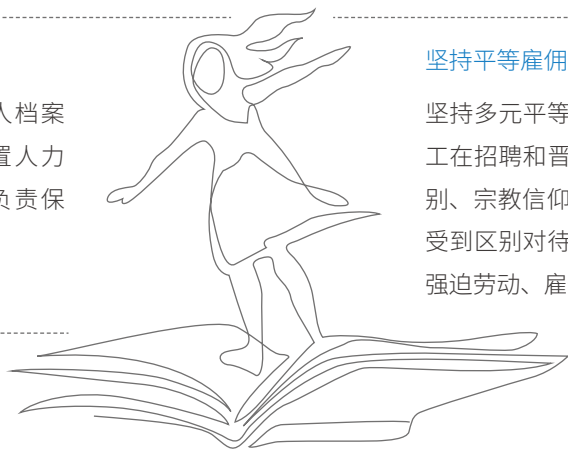 人档案
置人力
负责保
坚持平等雇佣
坚持多元平等
工在招聘和晋
别、宗教信仰
受到区别对待
强迫劳动、雇